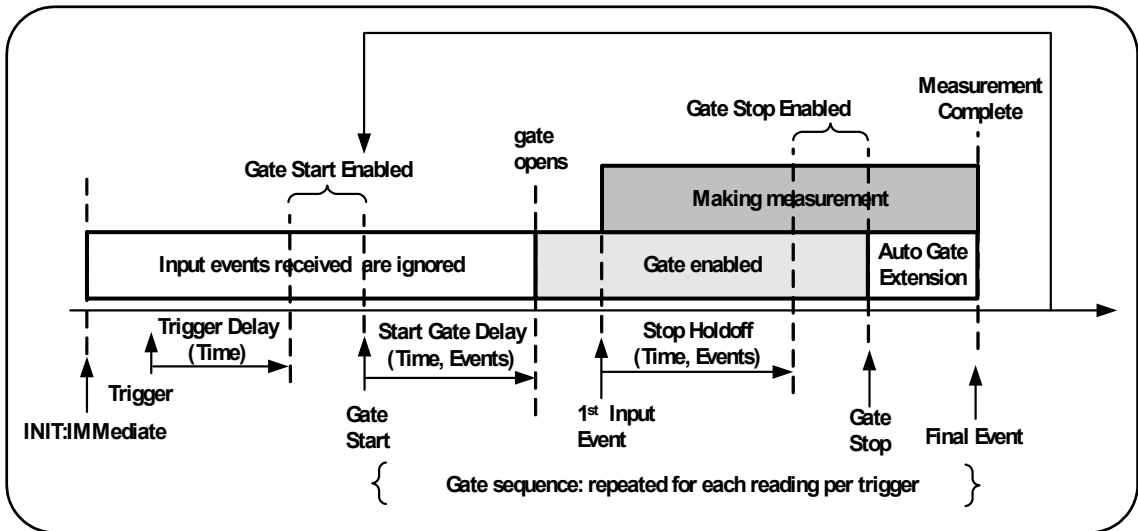 Measurement
Complete
Gate Stop Enabled
gate
opens
Gate Start Enabled
Making measurement
Input events received are ignored
Gate enabled
Auto Gate
Extension
Trigger Delay
(Time)
Start Gate Delay
(Time, Events)
Stop Holdoff
(Time, Events)
Trigger
INIT:IMMediate
Gate
Start
1st Input
Event
Gate
Stop
Final Event
Gate sequence: repeated for each reading per trigger